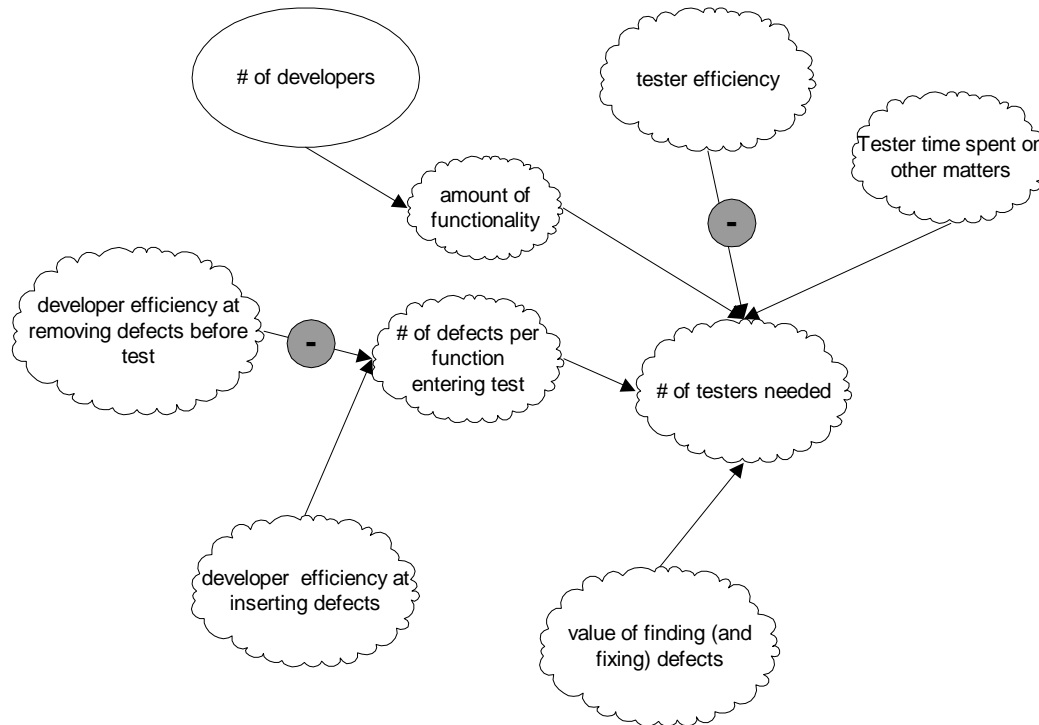 # of developers
tester efficiency
Tester time spent on
other matters
amount of
functionality
-
developer efficiency at
removing defects before
test
-
# of defects per
function
entering test
# of testers needed
developer efficiency at
inserting defects
value of finding (and
fixing) defects